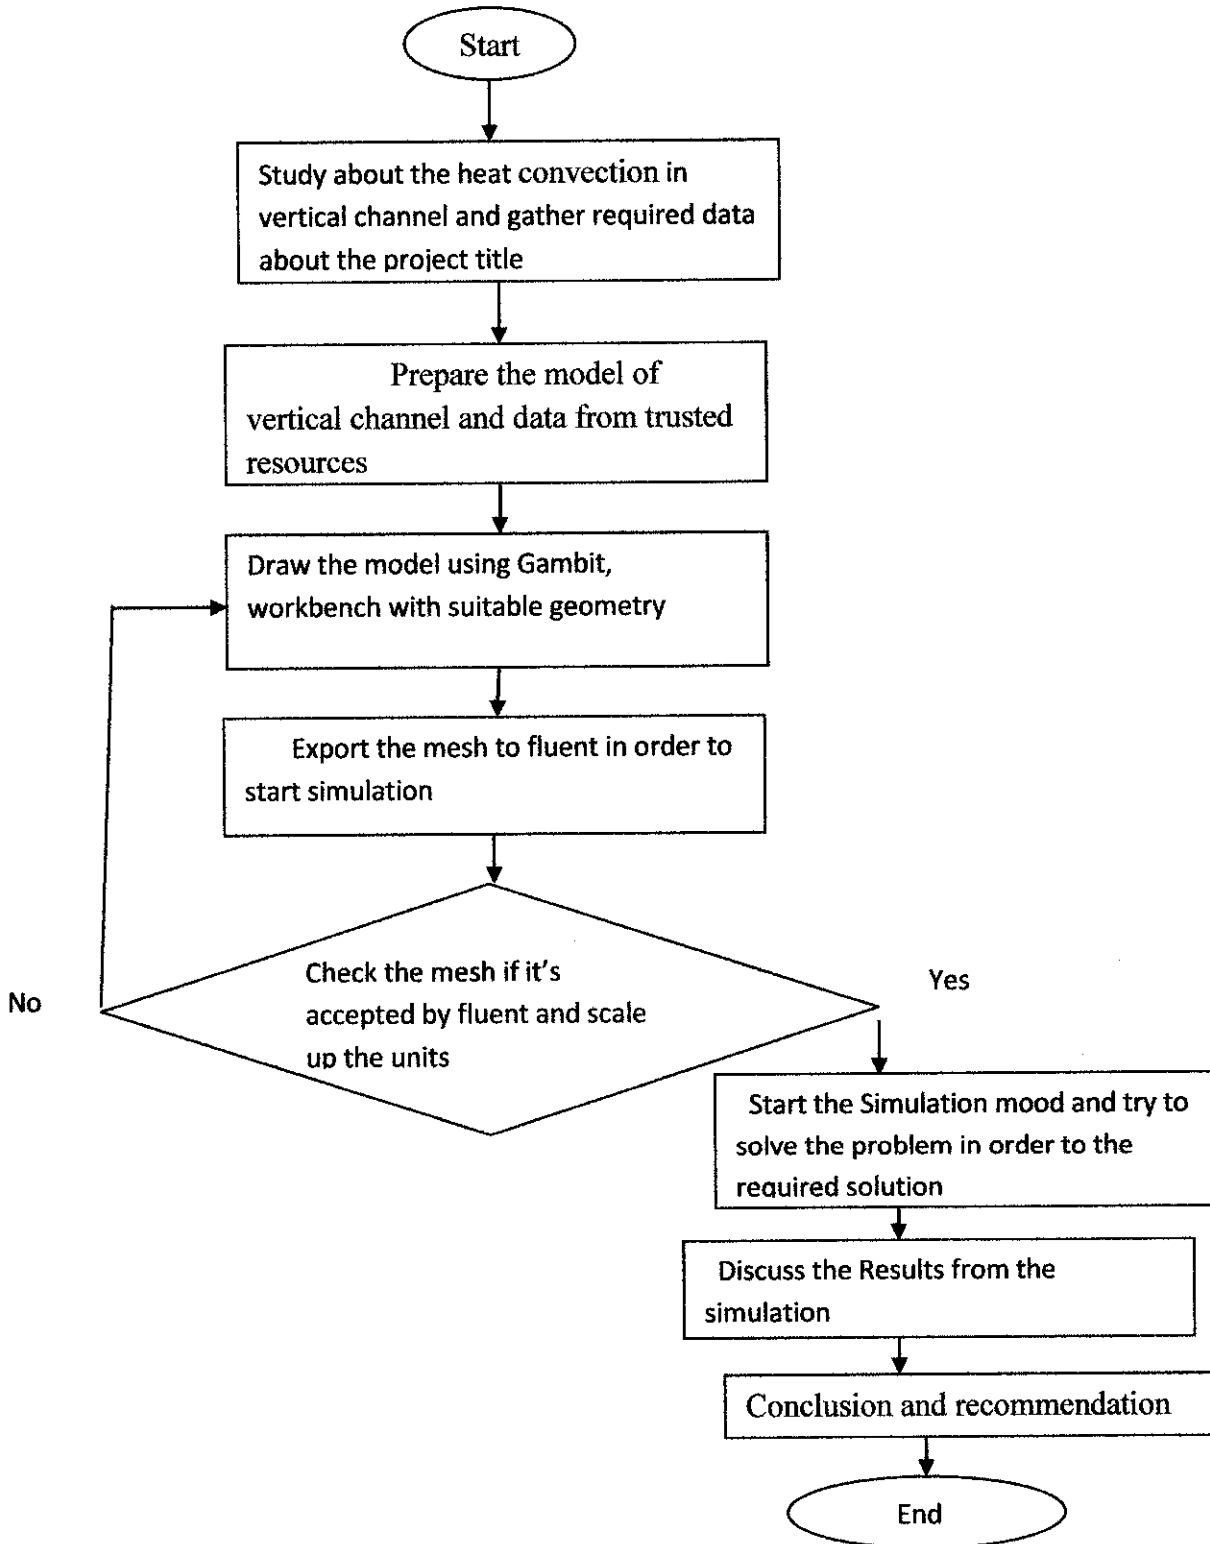 Start
Study about the heat convection in
vertical channel and gather required data
about the project title
Prepare the model of
vertical channel and data from trusted
resources
Draw the model using Gambit,
workbench with suitable geometry
Export the mesh to fluent in order to
start simulation
Check the mesh if it's
accepted by fluent and scale
up the units
No
Yes
Start the Simulation mood and try to
solve the problem in order to the
required solution
Discuss the Results from the
simulation
Conclusion and recommendation
End